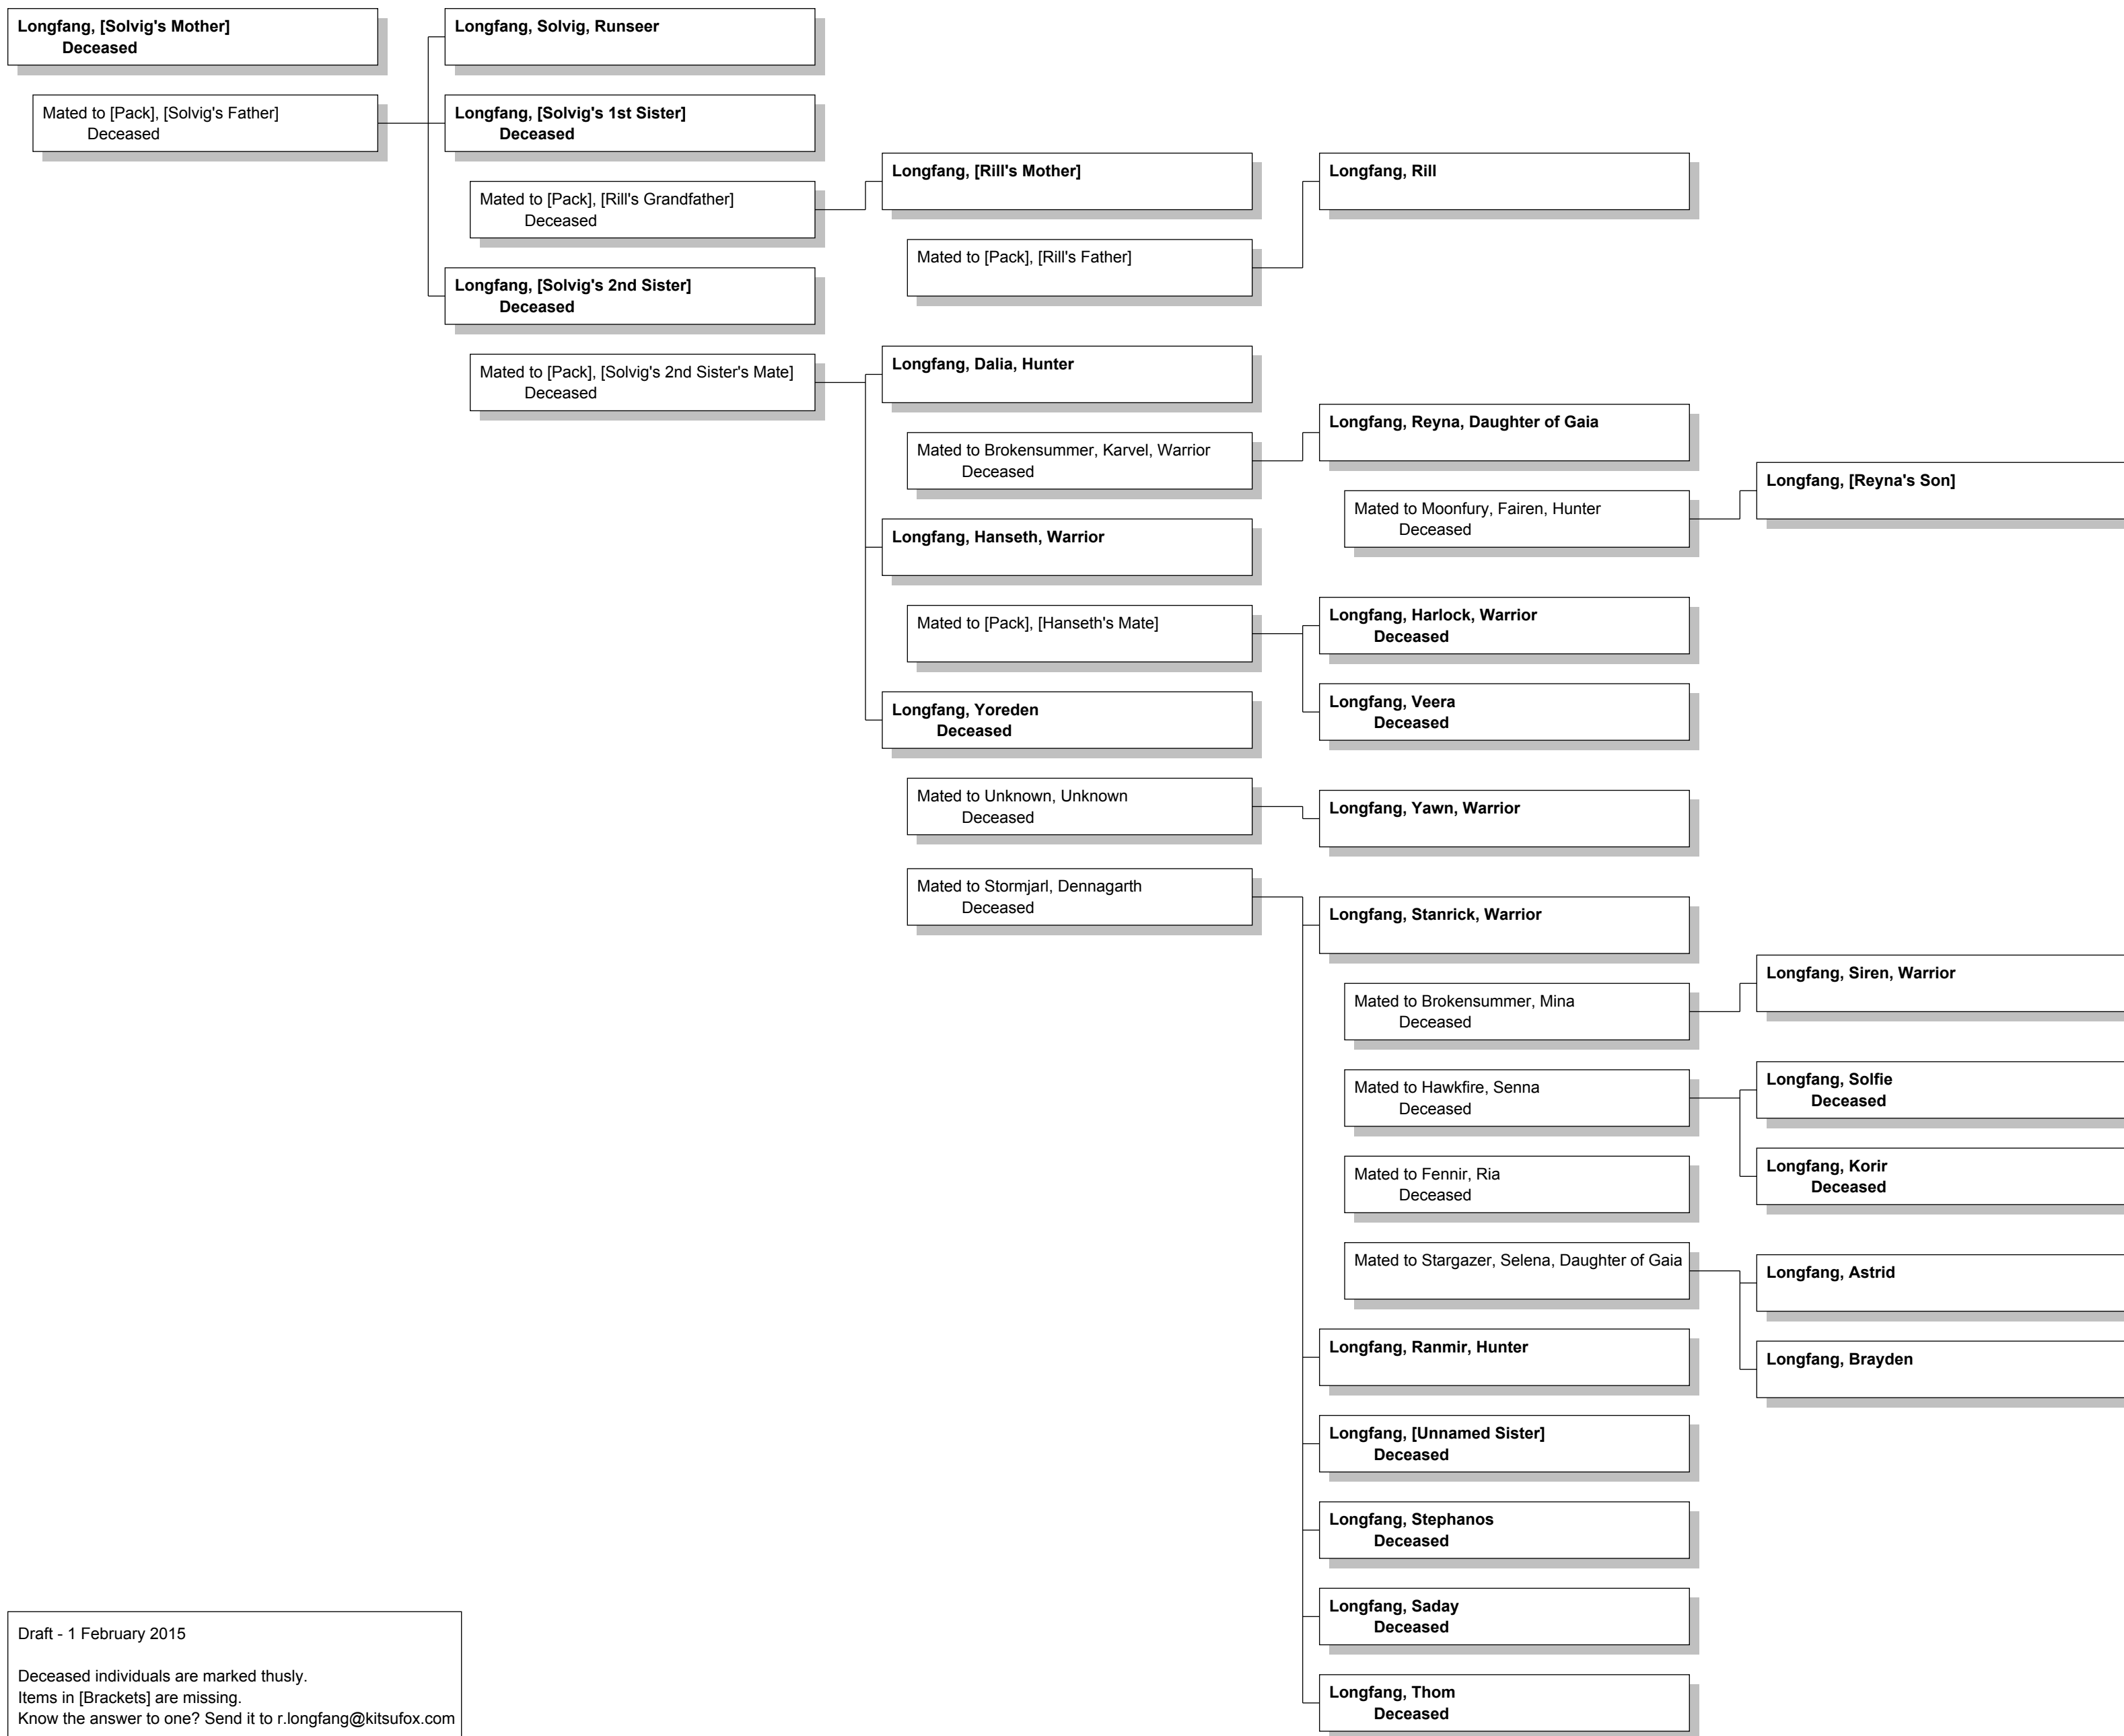 Longfang, [Solvig's Mother]
Deceased
Mated to [Pack], [Solvig's Father]
Deceased
Longfang, Solvig, Runseer
Longfang, [Solvig's 1st Sister]
Deceased
Mated to [Pack], [Rill's Grandfather]
Deceased
Longfang, [Rill's Mother]
Mated to [Pack], [Rill's Father]
Longfang, Rill
Longfang, [Solvig's 2nd Sister]
Deceased
Mated to [Pack], [Solvig's 2nd Sister's Mate]
Deceased
Longfang, Dalia, Hunter
Mated to Brokensummer, Karvel, Warrior
Deceased
Longfang, Reyna, Daughter of Gaia
Mated to Moonfury, Fairen, Hunter
Deceased
Longfang, [Reyna's Son]
Longfang, Hanseth, Warrior
Mated to [Pack], [Hanseth's Mate]
Longfang, Harlock, Warrior
Deceased
Longfang, Veera
Deceased
Longfang, Yoreden
Deceased
Mated to Unknown, Unknown
Deceased
Longfang, Yawn, Warrior
Mated to Stormjarl, Dennagarth
Deceased
Longfang, Stanrick, Warrior
Mated to Brokensummer, Mina
Deceased
Longfang, Siren, Warrior
Mated to Hawkfire, Senna
Deceased
Longfang, Solfie
Deceased
Longfang, Korir
Deceased
Mated to Fennir, Ria
Deceased
Mated to Stargazer, Selena, Daughter of Gaia
Longfang, Astrid
Longfang, Brayden
Longfang, Ranmir, Hunter
Longfang, [Unnamed Sister]
Deceased
Longfang, Stephanos
Deceased
Longfang, Saday
Deceased
Longfang, Thom
Deceased
Draft - 1 February 2015
Deceased individuals are marked thusly.
Items in [Brackets] are missing.
Know the answer to one? Send it to r.longfang@kitsufox.com